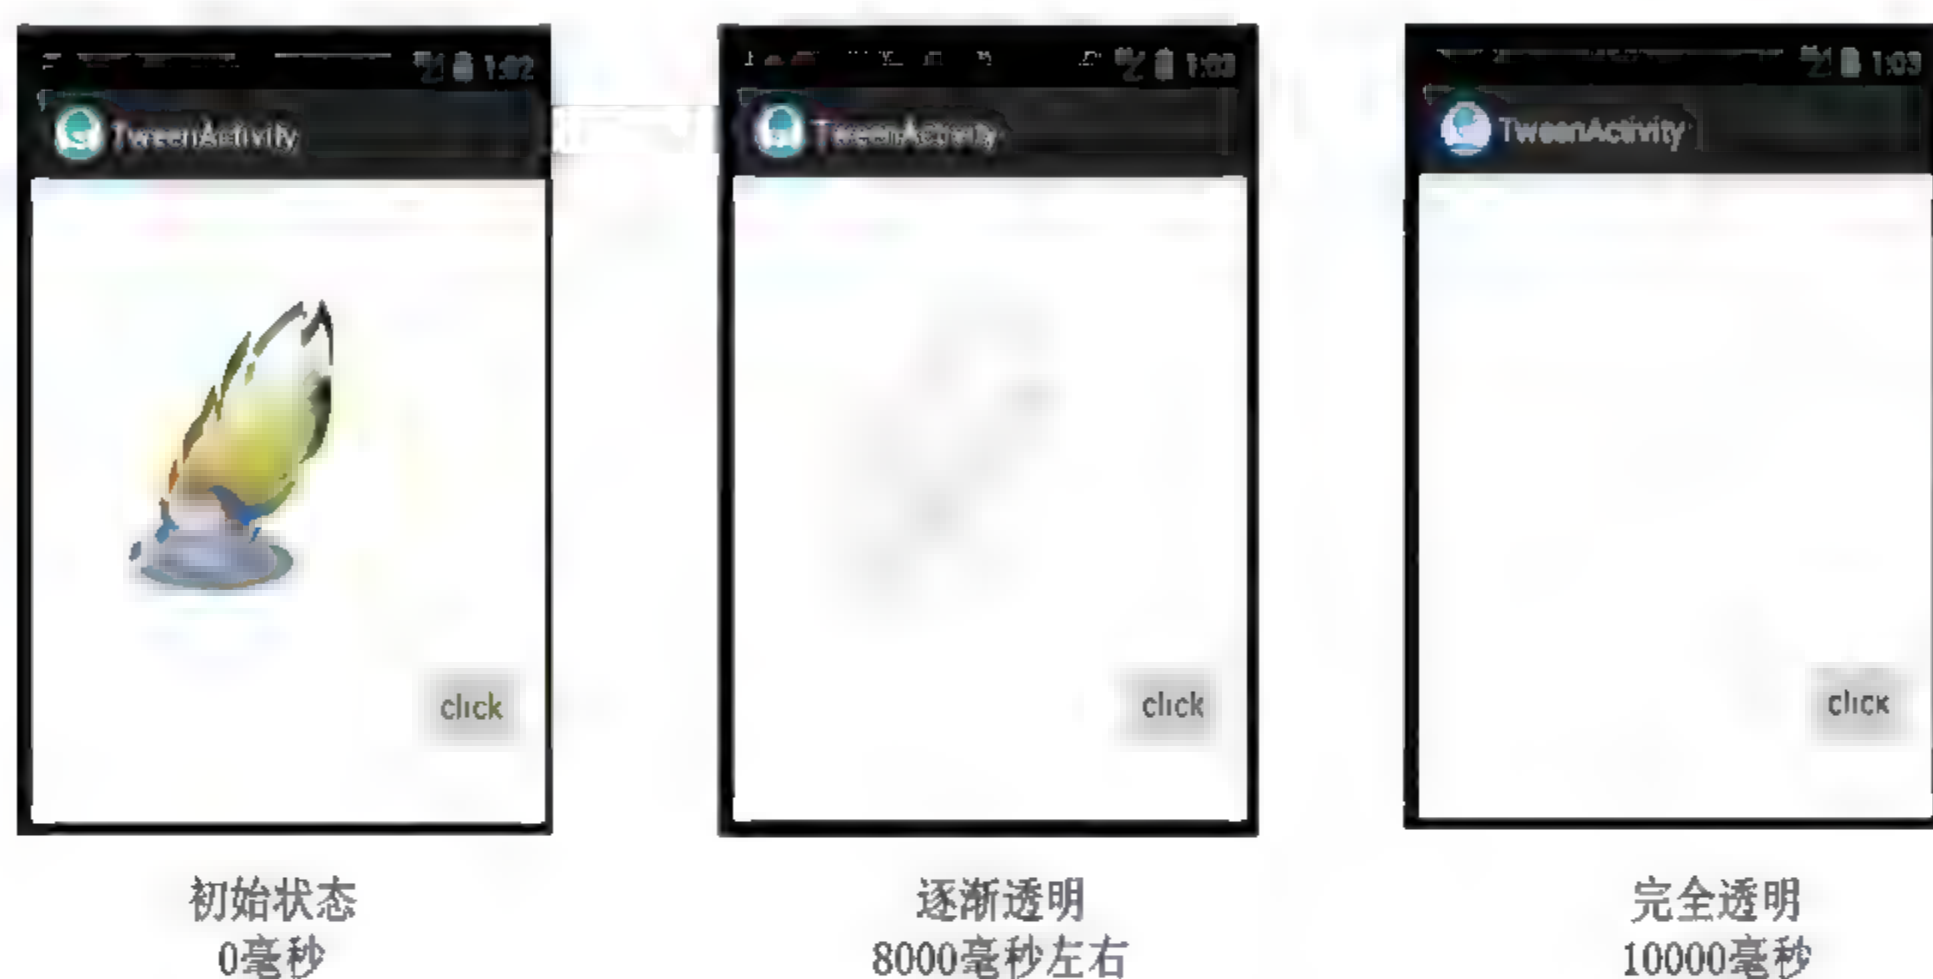 1:02
TweenActivity
click
初始状态
0毫秒
1:03
TweenActivity
click
逐渐透明
8000毫秒左右
1:03
TweenActivity
click
完全透明
10000毫秒